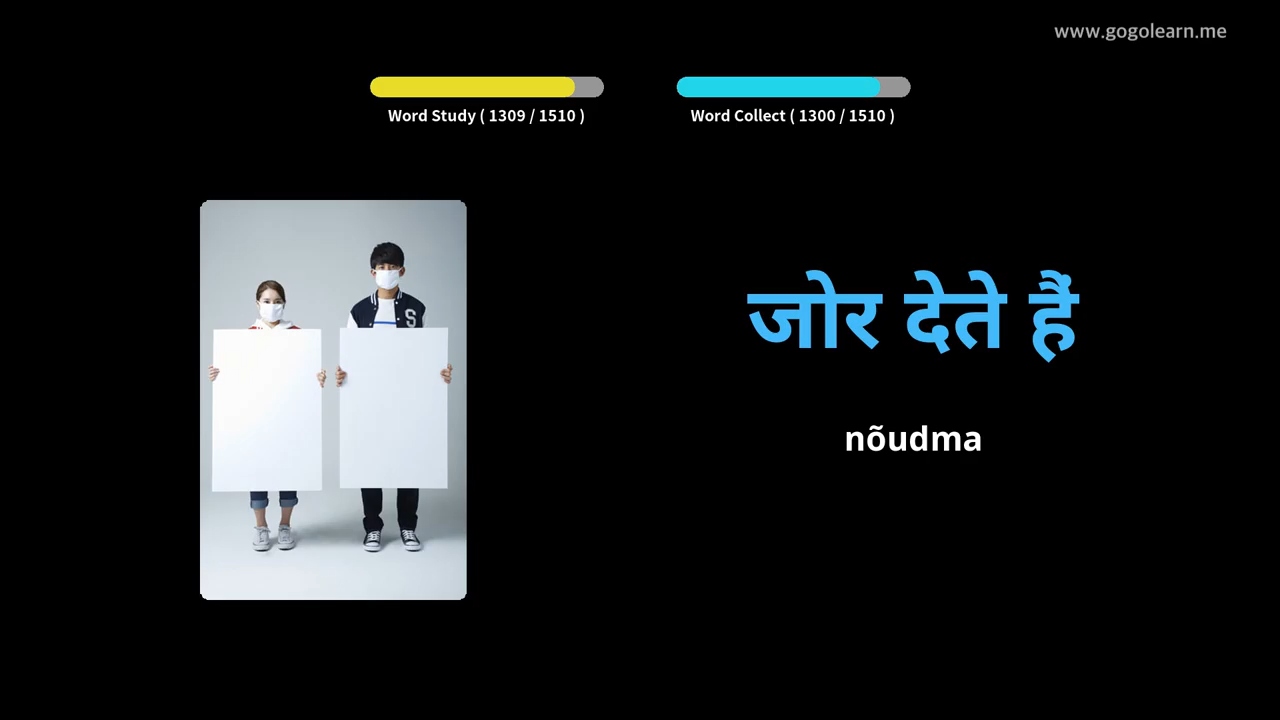 www.gogolearn.me
Word Study ( 1309 / 1510 )
Word Collect ( 1300 / 1510 )
S
जोर देते हैं
nõudma